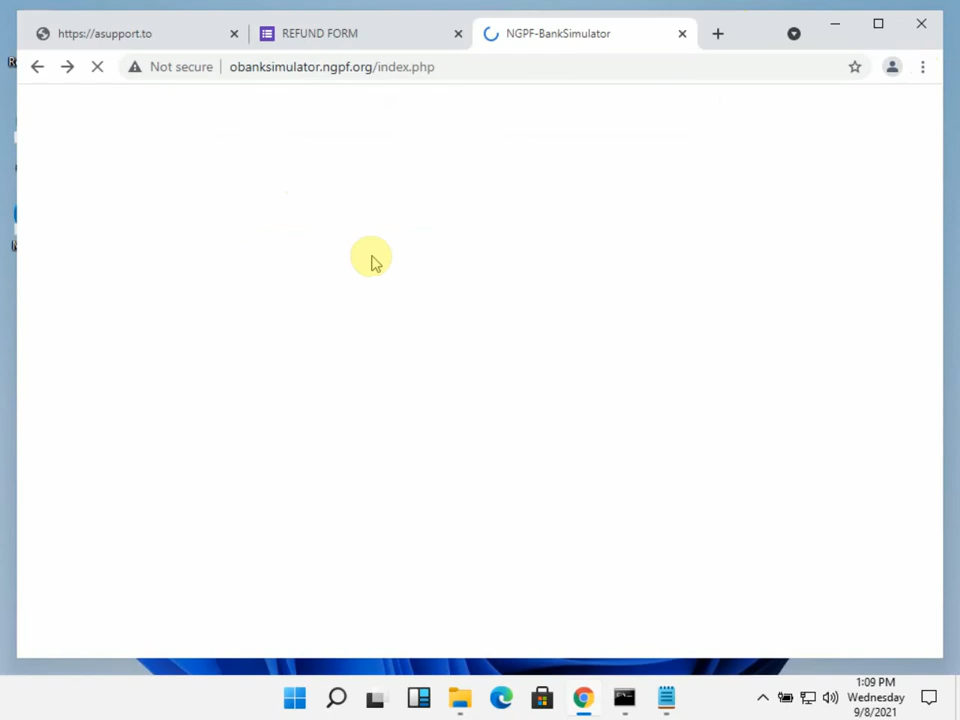 https://asupport.to
REFUND FORM
NGPF-BankSimulator
Not secure
obanksimulator.ngpf.org/index.php
1:09 PM
Wednesday
9/8/2021